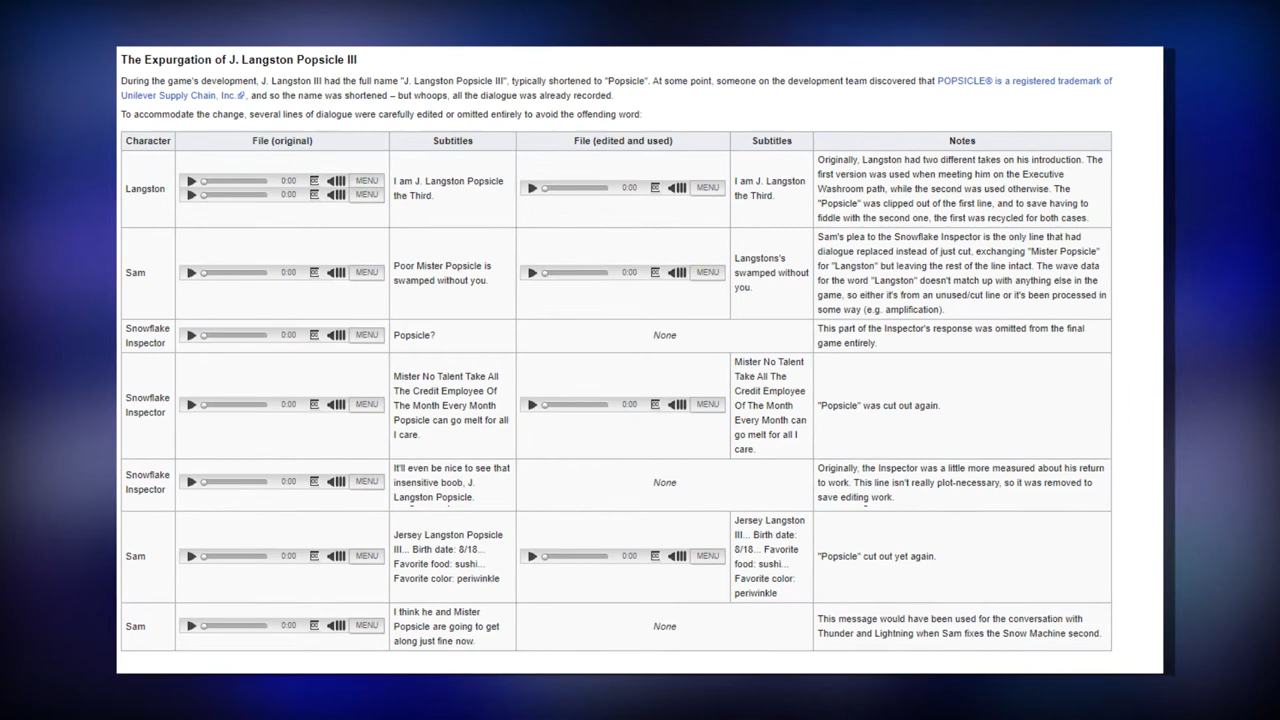 The Expurgation of J. Langston Popsicle III
During the game's development, J. Langston III had the full name "J. Langston Popsicle III", typically shortened to "Popsicle". At some point, someone on the development team discovered that POPSICLE® is a registered trademark of
Unilever Supply Chain, Inc., and so the name was shortened – but whoops, all the dialogue was already recorded.
To accommodate the change, several lines of dialogue were carefully edited or omitted entirely to avoid the offending word:
Character File (original) Subtitles File (edited and used) Subtitles Notes
Langston
0:00 CC MENU
0:00 CC MENU
I am J. Langston Popsicle
the Third.
0:00 CC MENU
I am J. Langston
the Third.
Originally, Langston had two different takes on his introduction. The
first version was used when meeting him on the Executive
Washroom path, while the second was used otherwise. The
"Popsicle" was clipped out of the first line, and to save having to
fiddle with the second one, the first was recycled for both cases.
Sam
0:00 CC MENU
Poor Mister Popsicle is
swamped without you.
0:00 CC MENU
Langstons's
swamped without
you.
Sam's plea to the Snowflake Inspector is the only line that had
dialogue replaced instead of just cut, exchanging "Mister Popsicle"
for "Langston" but leaving the rest of the line intact. The wave data
for the word "Langston" doesn't match up with anything else in the
game, so either it's from an unused/cut line or it's been processed in
some way (e.g. amplification).
Snowflake
Inspector
0:00 CC MENU
Popsicle?
None
This part of the Inspector's response was omitted from the final
game entirely.
Snowflake
Inspector
0:00 CC MENU
Mister No Talent Take All
The Credit Employee Of
The Month Every Month
Popsicle can go melt for all
I care.
0:00 CC MENU
Mister No Talent
Take All The
Credit Employee
Of The Month
Every Month can
go melt for all I
care.
"Popsicle" was cut out again.
Snowflake
Inspector
0:00 CC MENU
It'll even be nice to see that
insensitive boob, J.
Langston Popsicle.
None
Originally, the Inspector was a little more measured about his return
to work. This line isn't really plot-necessary, so it was removed to
save editing work.
Sam
0:00 CC MENU
Jersey Langston Popsicle
III... Birth date: 8/18...
Favorite food: sushi...
Favorite color: periwinkle
0:00 CC MENU
Jersey Langston
III... Birth date:
8/18... Favorite
food: sushi...
Favorite color:
periwinkle
"Popsicle" cut out yet again.
Sam
0:00 CC MENU
I think he and Mister
Popsicle are going to get
along just fine now.
None
This message would have been used for the conversation with
Thunder and Lightning when Sam fixes the Snow Machine second.